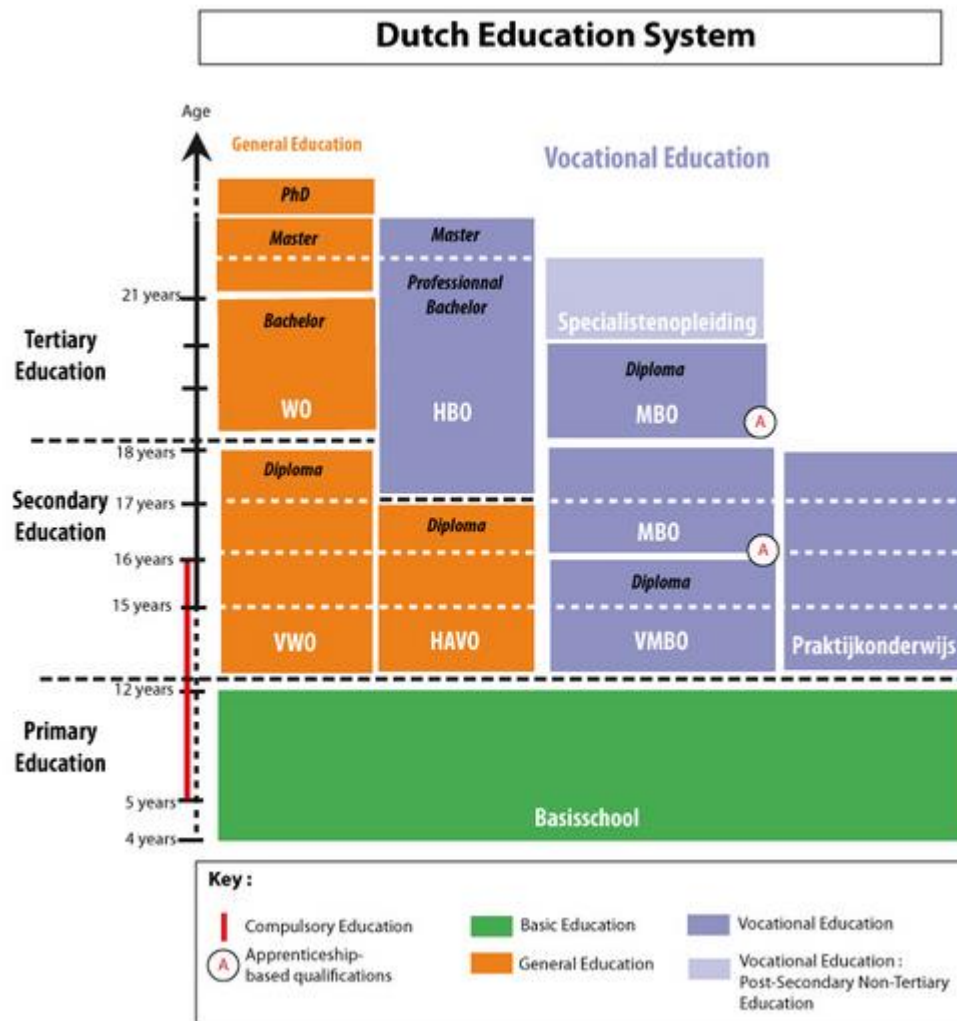 Dutch Education System
Age
General Education
Vocational Education
PhD
Master
Master
Professionnal
Bachelor
21 years
Bachelor
Specialistenopleiding
Tertiary
Education
Diploma
WO
HBO
MBO
A
18 years
Diploma
Secondary
Education
17 years
Diploma
MBO
A
16 years
Diploma
15 years
VWO
HAVO
VMBO
Praktijkonderwijs
12 years
Primary
Education
5 years
Basisschool
4 years
Key :
Compulsory Education
Basic Education
Vocational Education
A
Apprenticeship-
based qualifications
General Education
Vocational Education :
Post-Secondary Non-Tertiary
Education